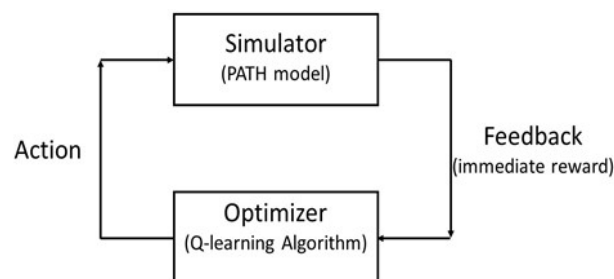 Simulator
(PATH model)
Action
Feedback
(immediate reward)
Optimizer
(Q-learning Algorithm)